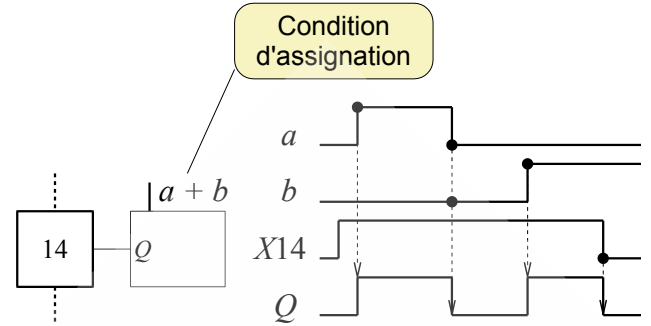 Condition
d'assignation
a + b
14
Q
a
b
X14
Q